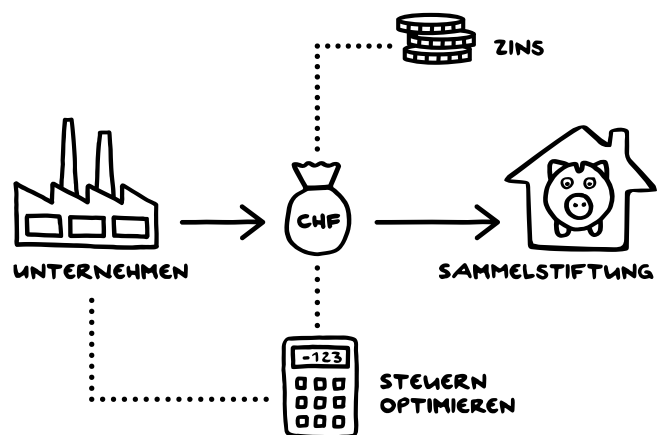 ZINS
CHF
UNTERNEHMEN
SAMMELSTIFTUNG
-123
STEUERN
OPTIMIEREN